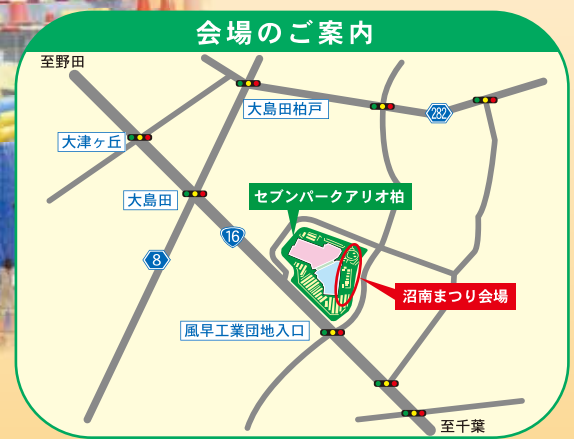 会場のご案内
至野田
大島田柏戸
282
大津ヶ丘
大島田
セブンパークアリオ柏
16
8
沼南まつり会場
風早工業団地入口
至千葉